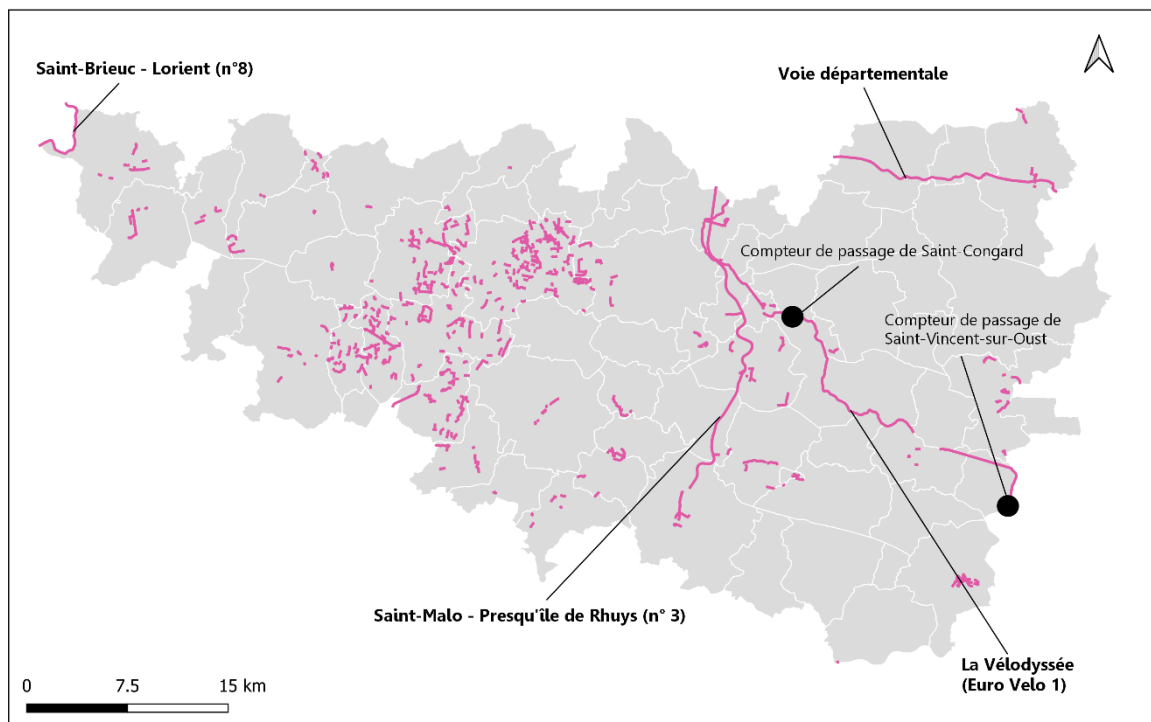 Saint-Brieuc - Lorient (n°8)
Voie départementale
Compteur de passage de Saint-Congard
Compteur de passage de
Saint-Vincent-sur-Oust
Saint-Malo - Presqu'île de Rhuys (n° 3)
La Vélodyssée
(Euro Velo 1)
0 7.5 15 km